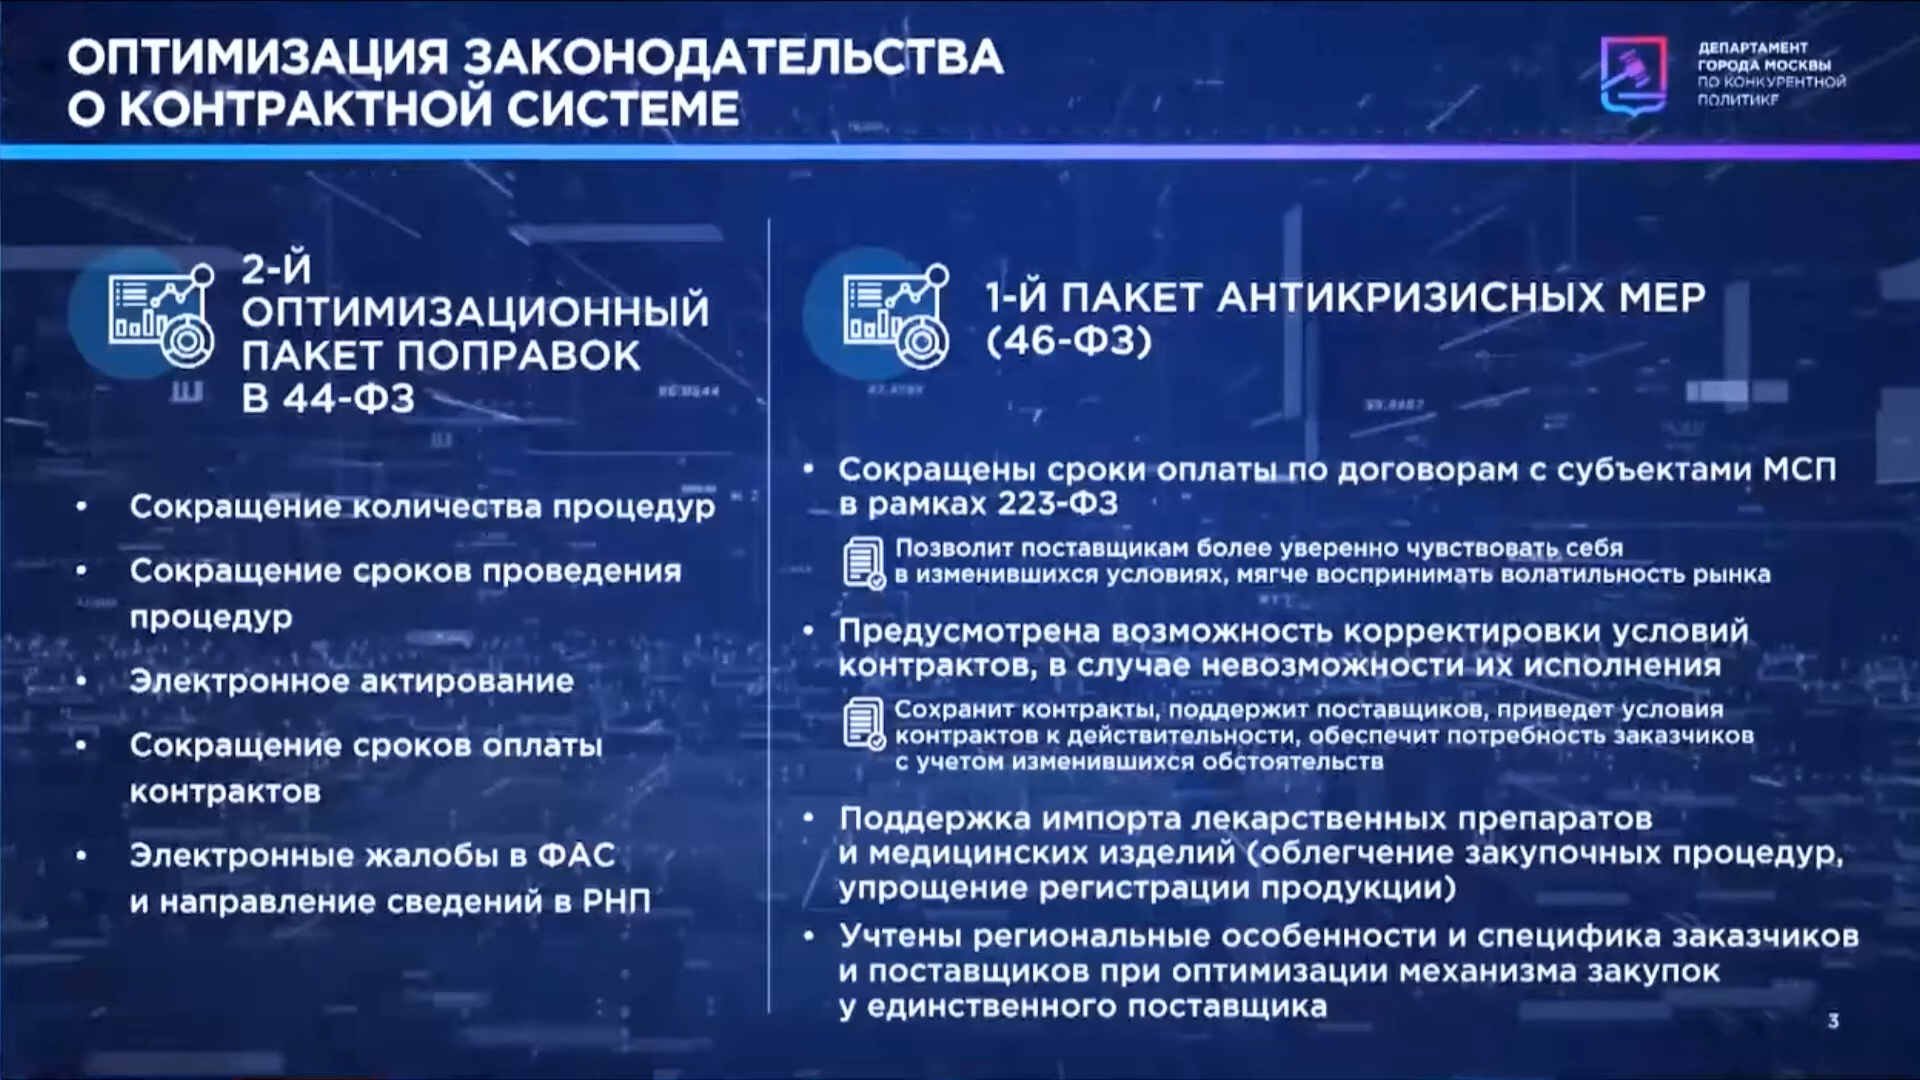 ОПТИМИЗАЦИЯ ЗАКОНОДАТЕЛЬСТВА
О КОНТРАКТНОЙ СИСТЕМЕ
ДЕПАРТАМЕНТ
ГОРОДА МОСКВЫ
ПО КОНКУРЕНТНОЙ
ПОЛИТИКЕ
2-Й
ОПТИМИЗАЦИОННЫЙ
ПАКЕТ ПОПРАВОК
В 44-ФЗ
• Сокращение количества процедур
• Сокращение сроков проведения
процедур
• Электронное актирование
• Сокращение сроков оплаты
контрактов
• Электронные жалобы в ФАС
и направление сведений в РНП
1-Й ПАКЕТ АНТИКРИЗИСНЫХ МЕР
(46-ФЗ)
• Сокращены сроки оплаты по договорам с субъектами МСП
в рамках 223-ФЗ
Позволит поставщикам более уверенно чувствовать себя
в изменившихся условиях, мягче воспринимать волатильность рынка
• Предусмотрена возможность корректировки условий
контрактов, в случае невозможности их исполнения
Сохранит контракты, поддержит поставщиков, приведет условия
контрактов к действительности, обеспечит потребность заказчиков
с учетом изменившихся обстоятельств
• Поддержка импорта лекарственных препаратов
и медицинских изделий (облегчение закупочных процедур,
упрощение регистрации продукции)
• Учтены региональные особенности и специфика заказчиков
и поставщиков при оптимизации механизма закупок
у единственного поставщика
3